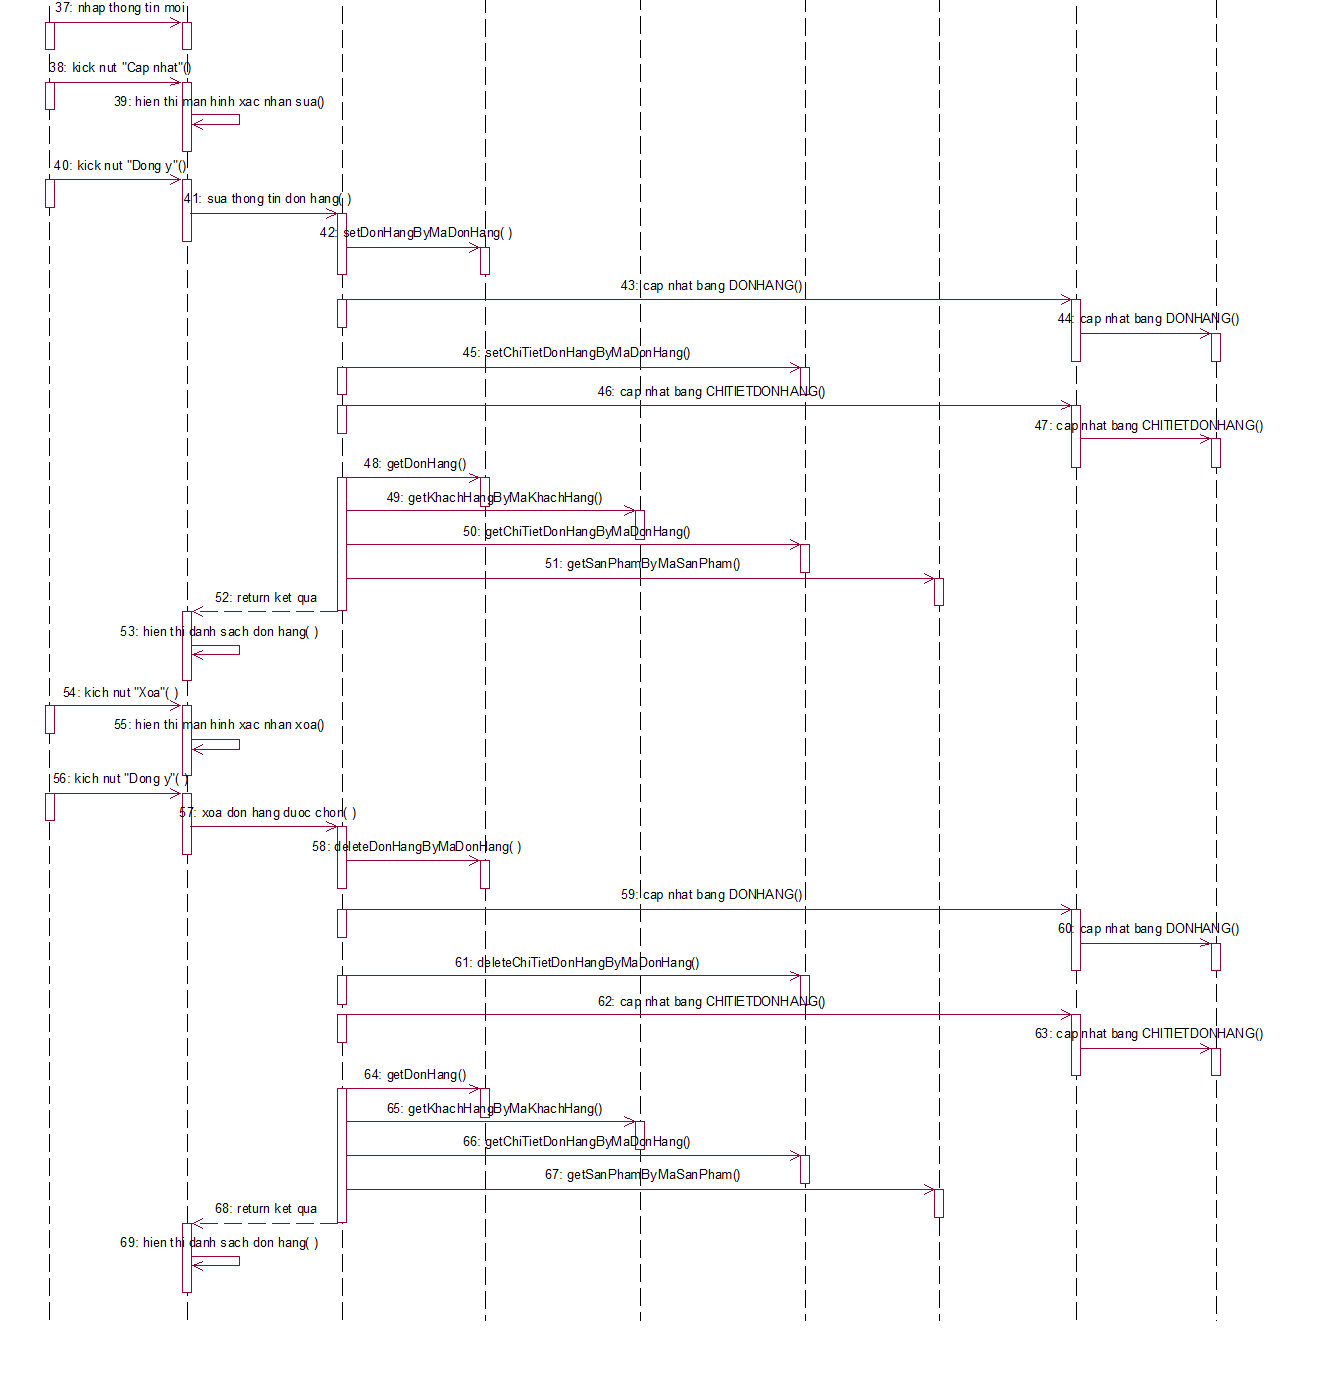 37: nhap thong tin moi
38: kick nut "Cap nhat"()
39: hien thi man hinh xac nhan sua()
40: kick nut "Dong y"()
41: sua thong tin don hang( )
42: setDonHangByMaDonHang( )
43: cap nhat bang DONHANG()
44: cap nhat bang DONHANG()
45: setChiTietDonHangByMaDonHang()
46: cap nhat bang CHITIETDONHANG()
47: cap nhat bang CHITIETDONHANG()
48: getDonHang()
49: getKhachHangByMaKhachHang()
50: getChiTietDonHangByMaDonHang()
51: getSanPhamByMaSanPham()
52: return ket qua
53: hien thi danh sach don hang( )
54: kich nut "Xoa"( )
55: hien thi man hinh xac nhan xoa()
56: kich nut "Dong y"( )
57: xoa don hang duoc chon( )
58: deleteDonHangByMaDonHang( )
59: cap nhat bang DONHANG()
60: cap nhat bang DONHANG()
61: deleteChiTietDonHangByMaDonHang()
62: cap nhat bang CHITIETDONHANG()
63: cap nhat bang CHITIETDONHANG()
64: getDonHang()
65: getKhachHangByMaKhachHang()
66: getChiTietDonHangByMaDonHang()
67: getSanPhamByMaSanPham()
68: return ket qua
69: hien thi danh sach don hang( )